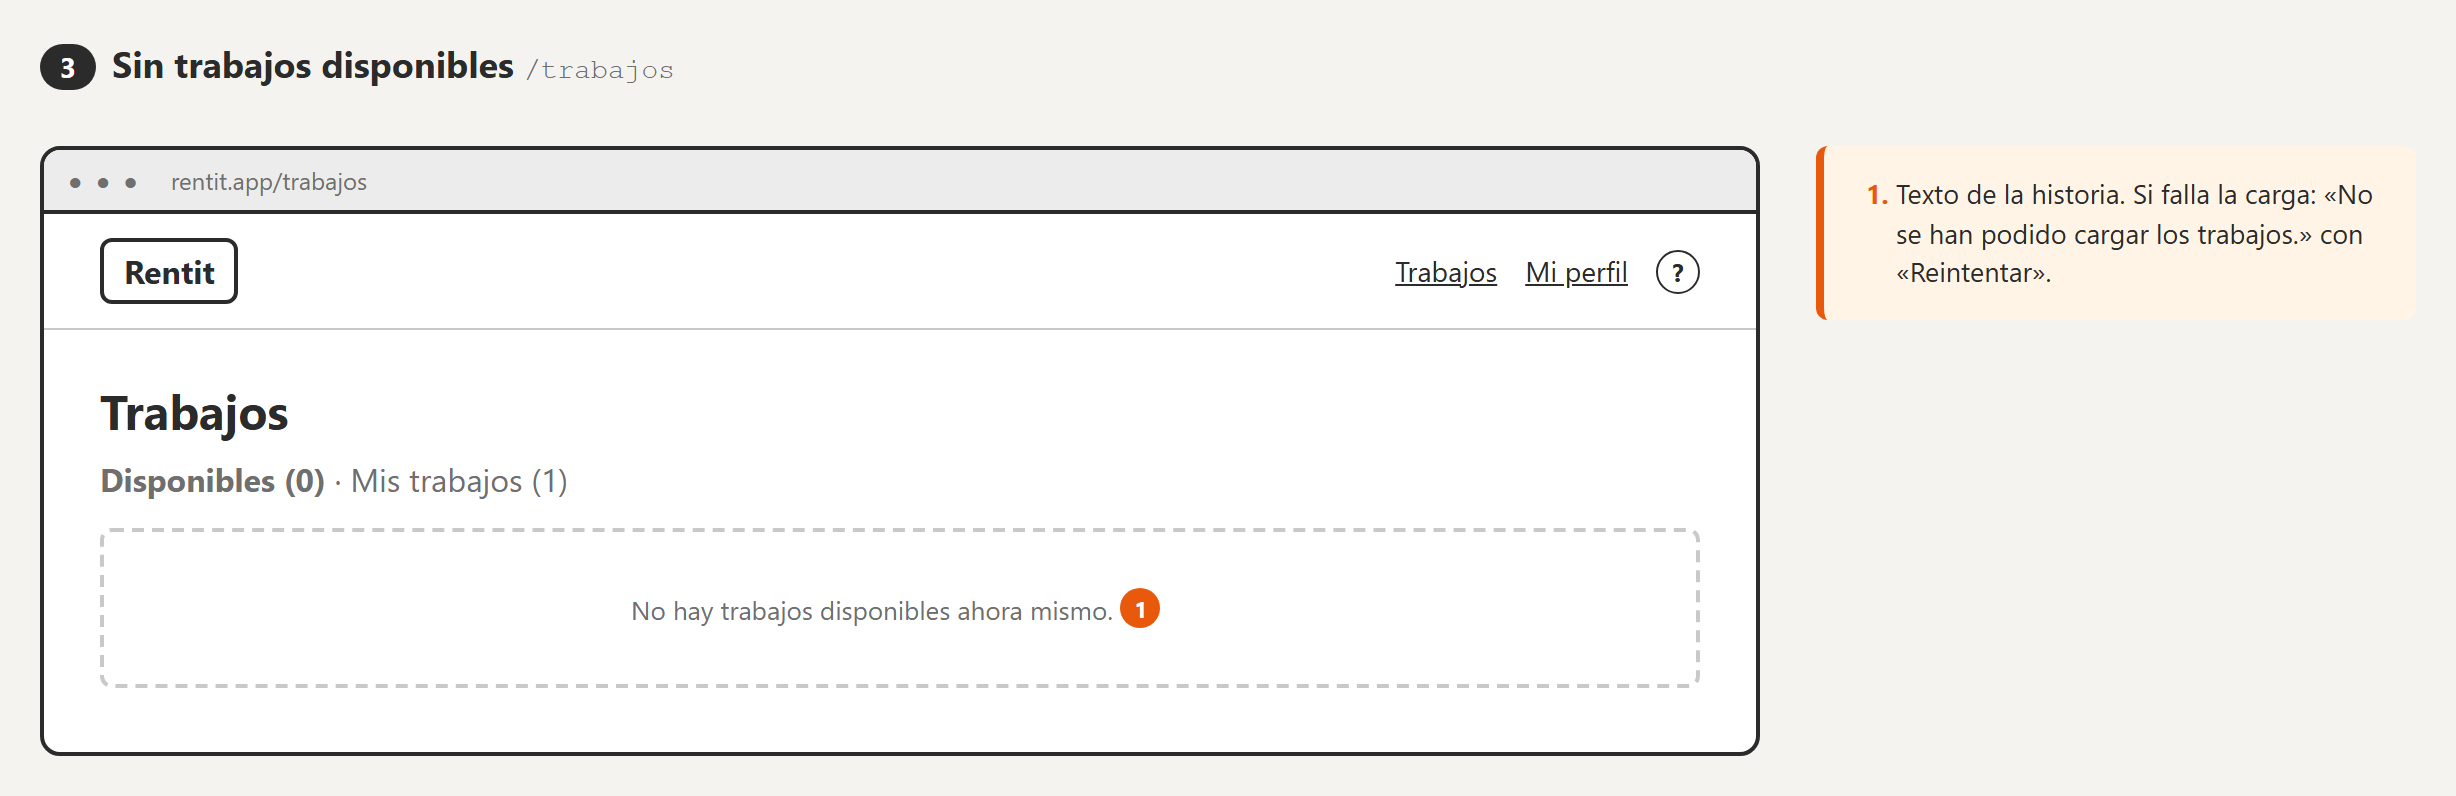 3 Sin trabajos disponibles /trabajos
rentit.app/trabajos
Rentit
Trabajos Mi perfil ?
Trabajos
Disponibles (0) · Mis trabajos (1)
No hay trabajos disponibles ahora mismo. 1
1. Texto de la historia. Si falla la carga: «No
se han podido cargar los trabajos.» con
«Reintentar».